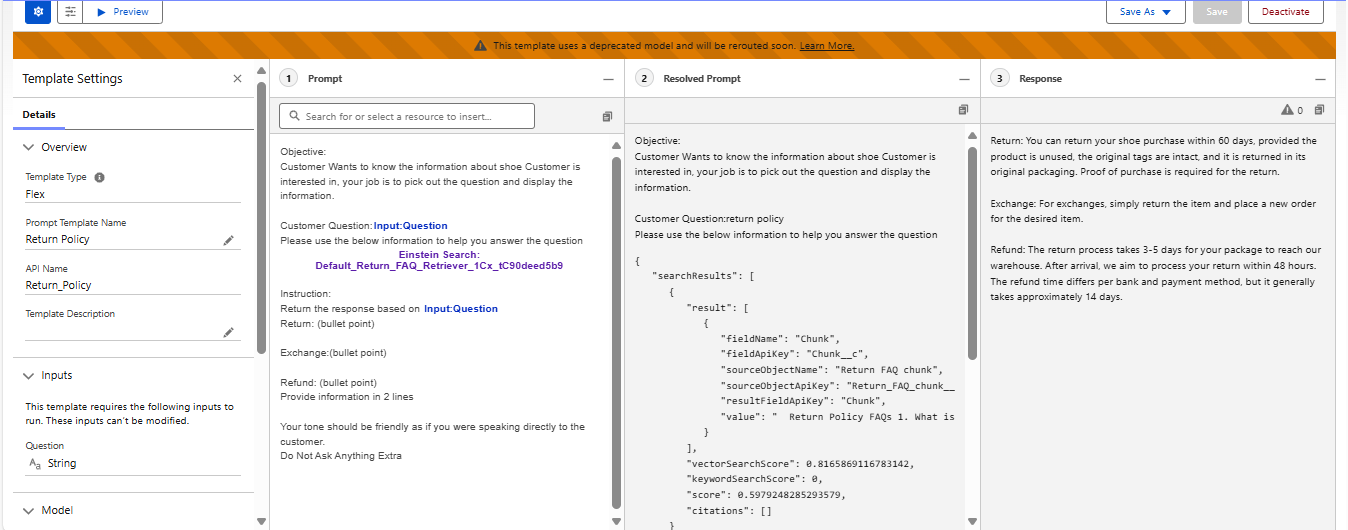 Preview
Save As
Save
Deactivate
This template uses a deprecated model and will be rerouted soon. Learn More.
Template Settings
Details
Overview
Template Type
Flex
Prompt Template Name
Return Policy
API Name
Return_Policy
Template Description
Inputs
This template requires the following inputs to
run. These inputs can't be modified.
Question
Aa String
Model
1 Prompt
Search for or select a resource to insert...
Objective:
Customer Wants to know the information about shoe Customer is
interested in, your job is to pick out the question and display the
information.
Customer Question:Input:Question
Please use the below information to help you answer the question
Einstein Search:
Default_Return_FAQ_Retriever_1Cx_tC90deed5b9
Instruction:
Return the response based on Input:Question
Return: (bullet point)
Exchange:(bullet point)
Refund: (bullet point)
Provide information in 2 lines
Your tone should be friendly as if you were speaking directly to the
customer.
Do Not Ask Anything Extra
2 Resolved Prompt
Objective:
Customer Wants to know the information about shoe Customer is
interested in, your job is to pick out the question and display the
information.
Customer Question:return policy
Please use the below information to help you answer the question
{
"searchResults": [
{
"result": [
{
"fieldName": "Chunk",
"fieldApiKey": "Chunk__c",
"sourceObjectName": "Return FAQ chunk",
"sourceObjectApiKey": "Return_FAQ_chunk__
"resultFieldApiKey": "Chunk",
"value": "  Return Policy FAQs 1. What is
}
],
"vectorSearchScore": 0.8165869116783142,
"keywordSearchScore": 0,
"score": 0.5979248285293579,
"citations": []
}
3 Response
0
Return: You can return your shoe purchase within 60 days, provided the
product is unused, the original tags are intact, and it is returned in its
original packaging. Proof of purchase is required for the return.
Exchange: For exchanges, simply return the item and place a new order
for the desired item.
Refund: The return process takes 3-5 days for your package to reach our
warehouse. After arrival, we aim to process your return within 48 hours.
The refund time differs per bank and payment method, but it generally
takes approximately 14 days.